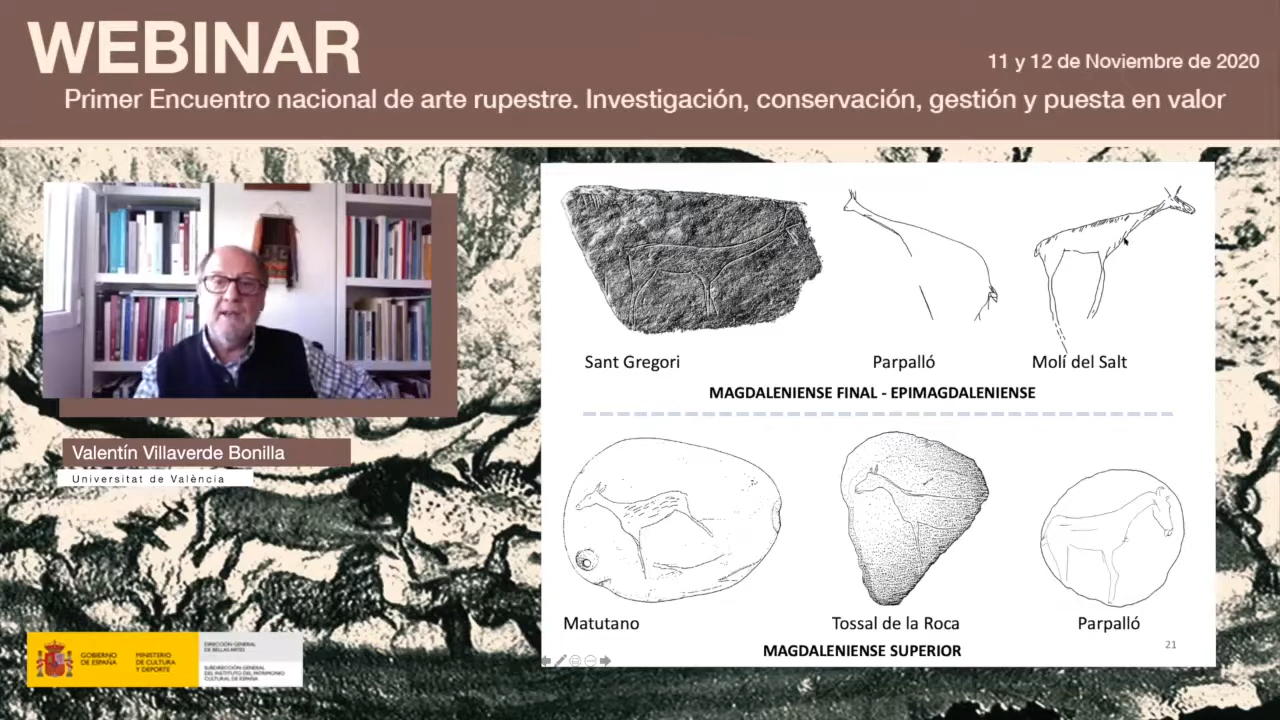 WEBINAR
11 y 12 de Noviembre de 2020
Primer Encuentro nacional de arte rupestre. Investigación, conservación, gestión y puesta en valor
Sant Gregori
Parpalló
Molí del Salt
MAGDALENIENSE FINAL - EPIMAGDALENIENSE
Matutano
Tossal de la Roca
Parpalló
MAGDALENIENSE SUPERIOR
21
Valentín Villaverde Bonilla
Universitat de València
GOBIERNO
DE ESPAÑA
MINISTERIO
DE CULTURA
Y DEPORTE
DIRECCIÓN GENERAL
DE BELLAS ARTES
SUBDIRECCIÓN GENERAL
DEL INSTITUTO DEL PATRIMONIO
CULTURAL DE ESPAÑA